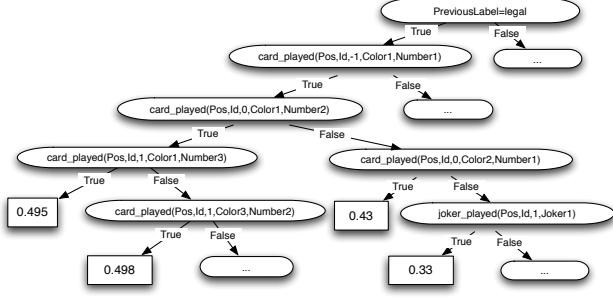 PreviousLabel=legal
True
False
card_played(Pos,Id,-1,Color1,Number1)
...
True
False
card_played(Pos,Id,0,Color1,Number2)
...
True
False
card_played(Pos,Id,1,Color1,Number3)
card_played(Pos,Id,0,Color2,Number1)
True
False
True
False
0.495
card_played(Pos,Id,1,Color3,Number2)
0.43
joker_played(Pos,Id,1,Joker1)
True
False
True
False
0.498
...
0.33
...